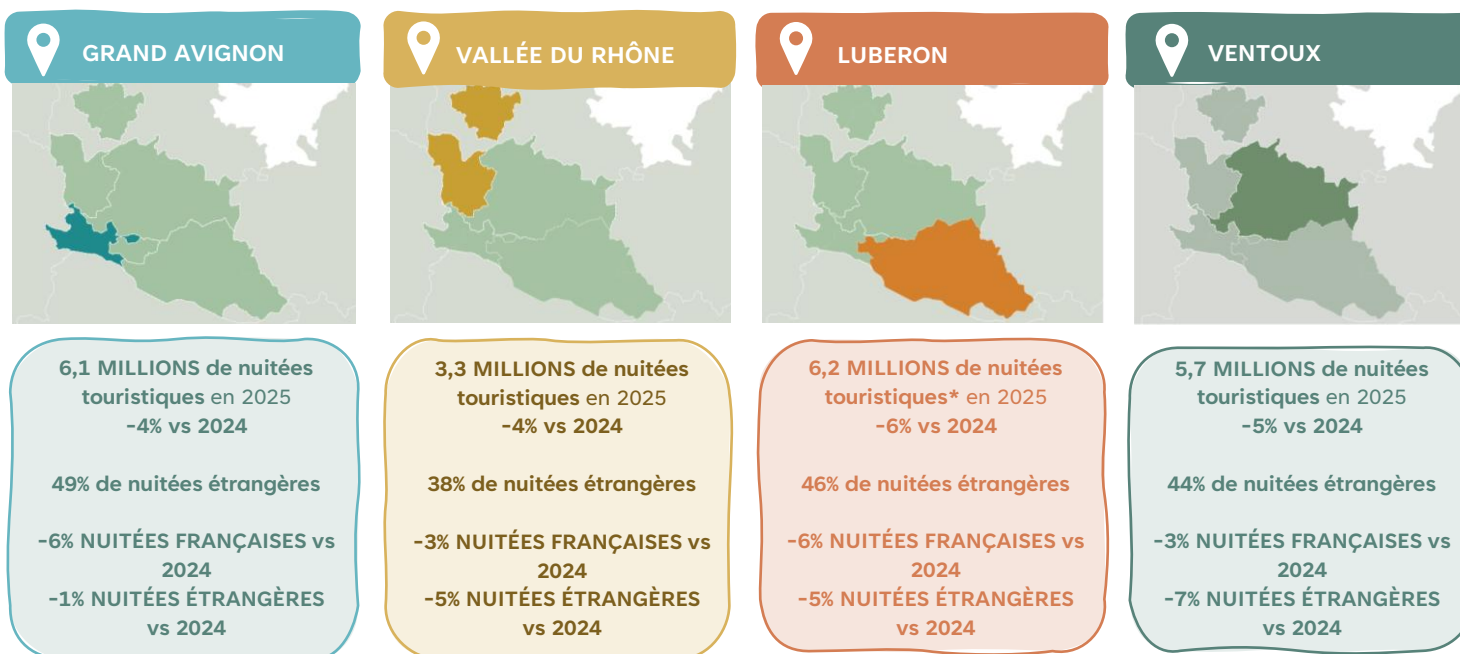 GRAND AVIGNON
6,1 MILLIONS de nuitées
touristiques en 2025
-4% vs 2024
49% de nuitées étrangères
-6% NUITÉES FRANÇAISES vs
2024
-1% NUITÉES ÉTRANGÈRES
vs 2024
VALLÉE DU RHÔNE
3,3 MILLIONS de nuitées
touristiques en 2025
-4% vs 2024
38% de nuitées étrangères
-3% NUITÉES FRANÇAISES vs
2024
-5% NUITÉES ÉTRANGÈRES
vs 2024
LUBERON
6,2 MILLIONS de nuitées
touristiques* en 2025
-6% vs 2024
46% de nuitées étrangères
-6% NUITÉES FRANÇAISES vs
2024
-5% NUITÉES ÉTRANGÈRES
vs 2024
VENTOUX
5,7 MILLIONS de nuitées
touristiques en 2025
-5% vs 2024
44% de nuitées étrangères
-3% NUITÉES FRANÇAISES vs
2024
-7% NUITÉES ÉTRANGÈRES
vs 2024